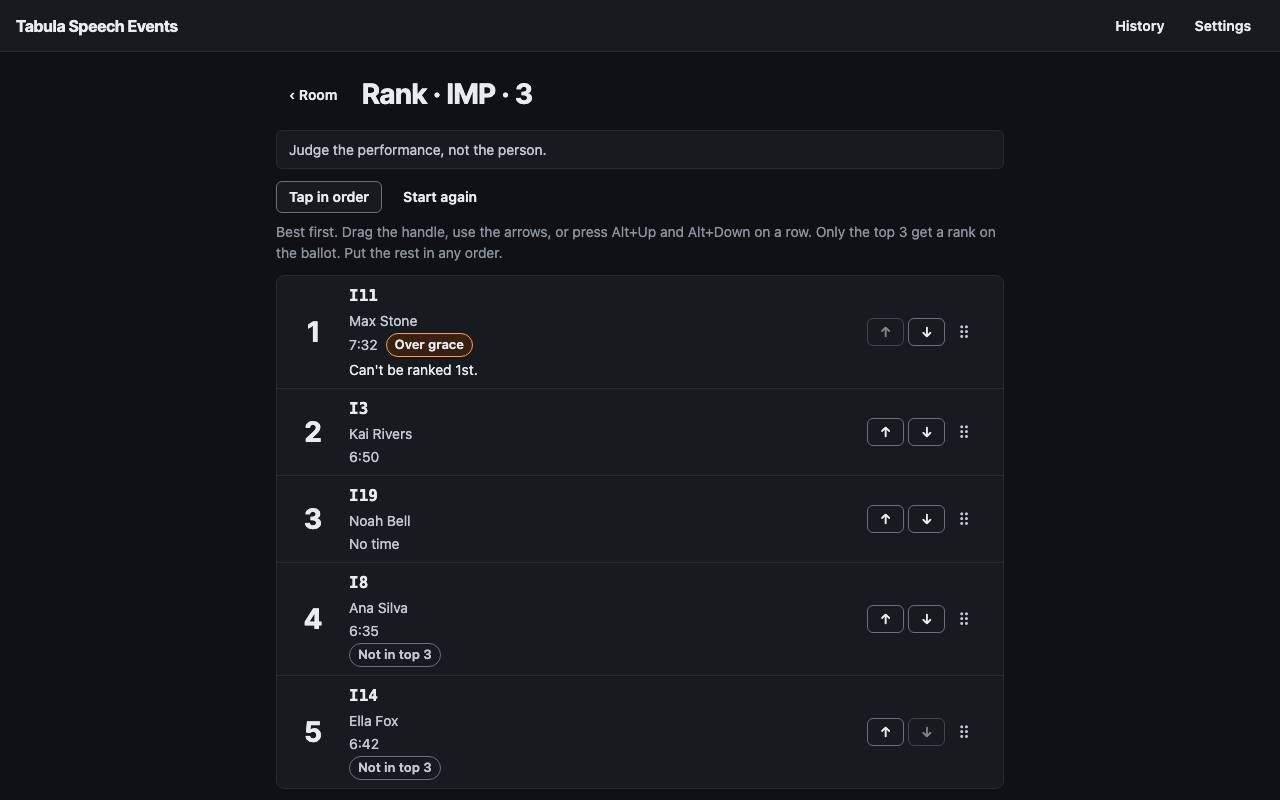 Tabula Speech Events
History
Settings
‹ Room
Rank · IMP · 3
Judge the performance, not the person.
Tap in order
Start again
Best first. Drag the handle, use the arrows, or press Alt+Up and Alt+Down on a row. Only the top 3 get a rank on
the ballot. Put the rest in any order.
1
I11
Max Stone
7:32 Over grace
Can't be ranked 1st.
↑ ↓
2
I3
Kai Rivers
6:50
↑ ↓
3
I19
Noah Bell
No time
↑ ↓
4
I8
Ana Silva
6:35
Not in top 3
↑ ↓
5
I14
Ella Fox
6:42
Not in top 3
↑ ↓